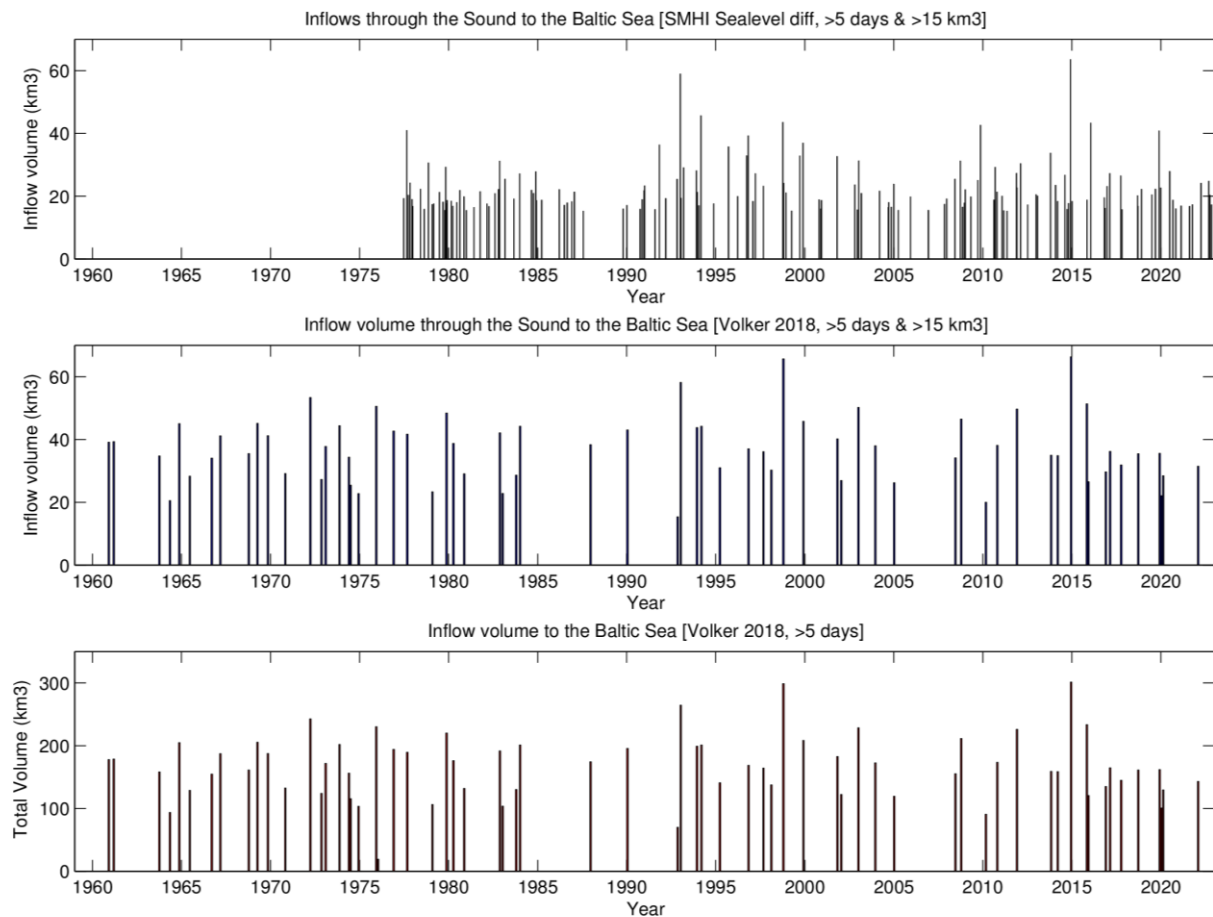 Inflows through the Sound to the Baltic Sea [SMHI Sealevel diff, >5 days & >15 km3]
Inflow volume (km3)
60
40
20
0
1960 1965 1970 1975 1980 1985 1990 1995 2000 2005 2010 2015 2020
Year
Inflow volume through the Sound to the Baltic Sea [Volker 2018, >5 days & >15 km3]
Inflow volume (km3)
60
40
20
0
1960 1965 1970 1975 1980 1985 1990 1995 2000 2005 2010 2015 2020
Year
Inflow volume to the Baltic Sea [Volker 2018, >5 days]
Total Volume (km3)
300
200
100
0
1960 1965 1970 1975 1980 1985 1990 1995 2000 2005 2010 2015 2020
Year